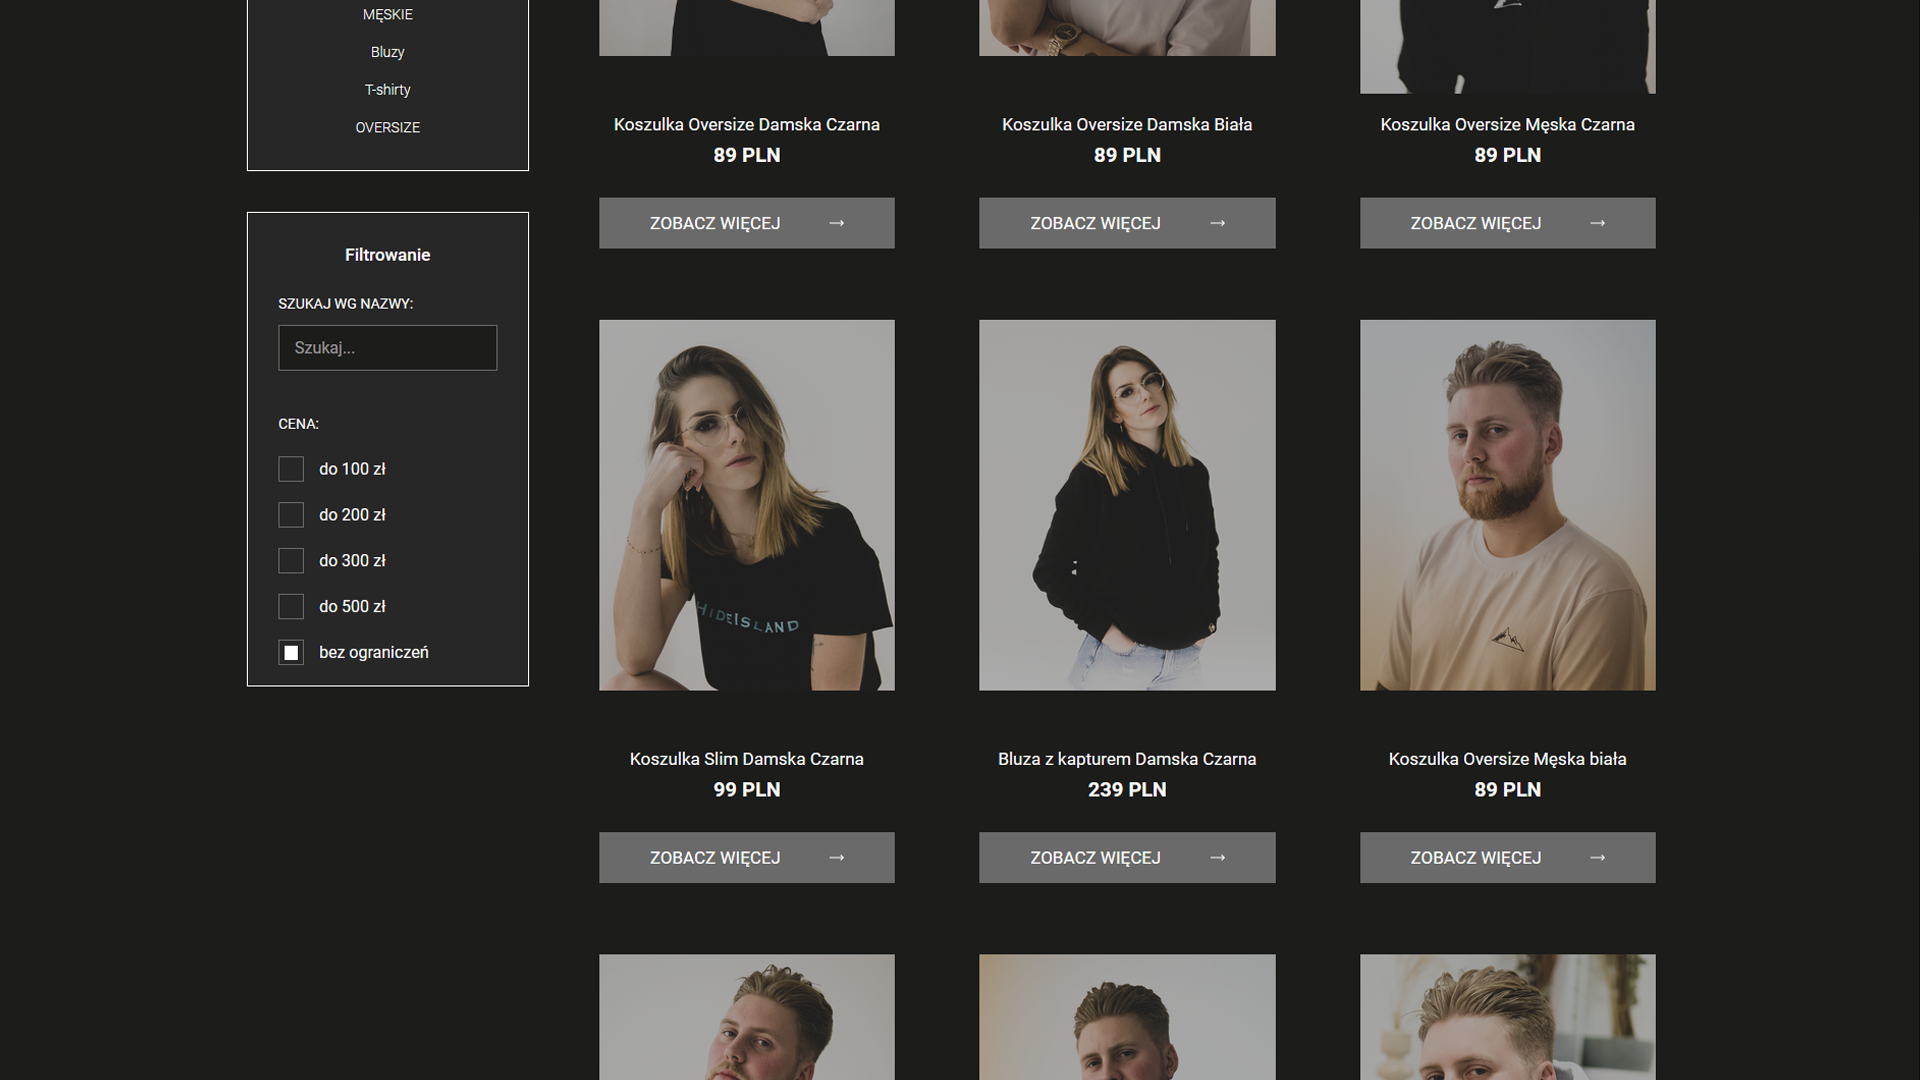 MĘSKIE
Bluzy
T-shirty
OVERSIZE
Filtrowanie
SZUKAJ WG NAZWY:
Szukaj...
CENA:
do 100 zł
do 200 zł
do 300 zł
do 500 zł
bez ograniczeń
Koszulka Oversize Damska Czarna
89 PLN
ZOBACZ WIĘCEJ →
Koszulka Oversize Damska Biała
89 PLN
ZOBACZ WIĘCEJ →
Koszulka Oversize Męska Czarna
89 PLN
ZOBACZ WIĘCEJ →
HIDEISLAND
Koszulka Slim Damska Czarna
99 PLN
ZOBACZ WIĘCEJ →
Bluza z kapturem Damska Czarna
239 PLN
ZOBACZ WIĘCEJ →
Koszulka Oversize Męska biała
89 PLN
ZOBACZ WIĘCEJ →